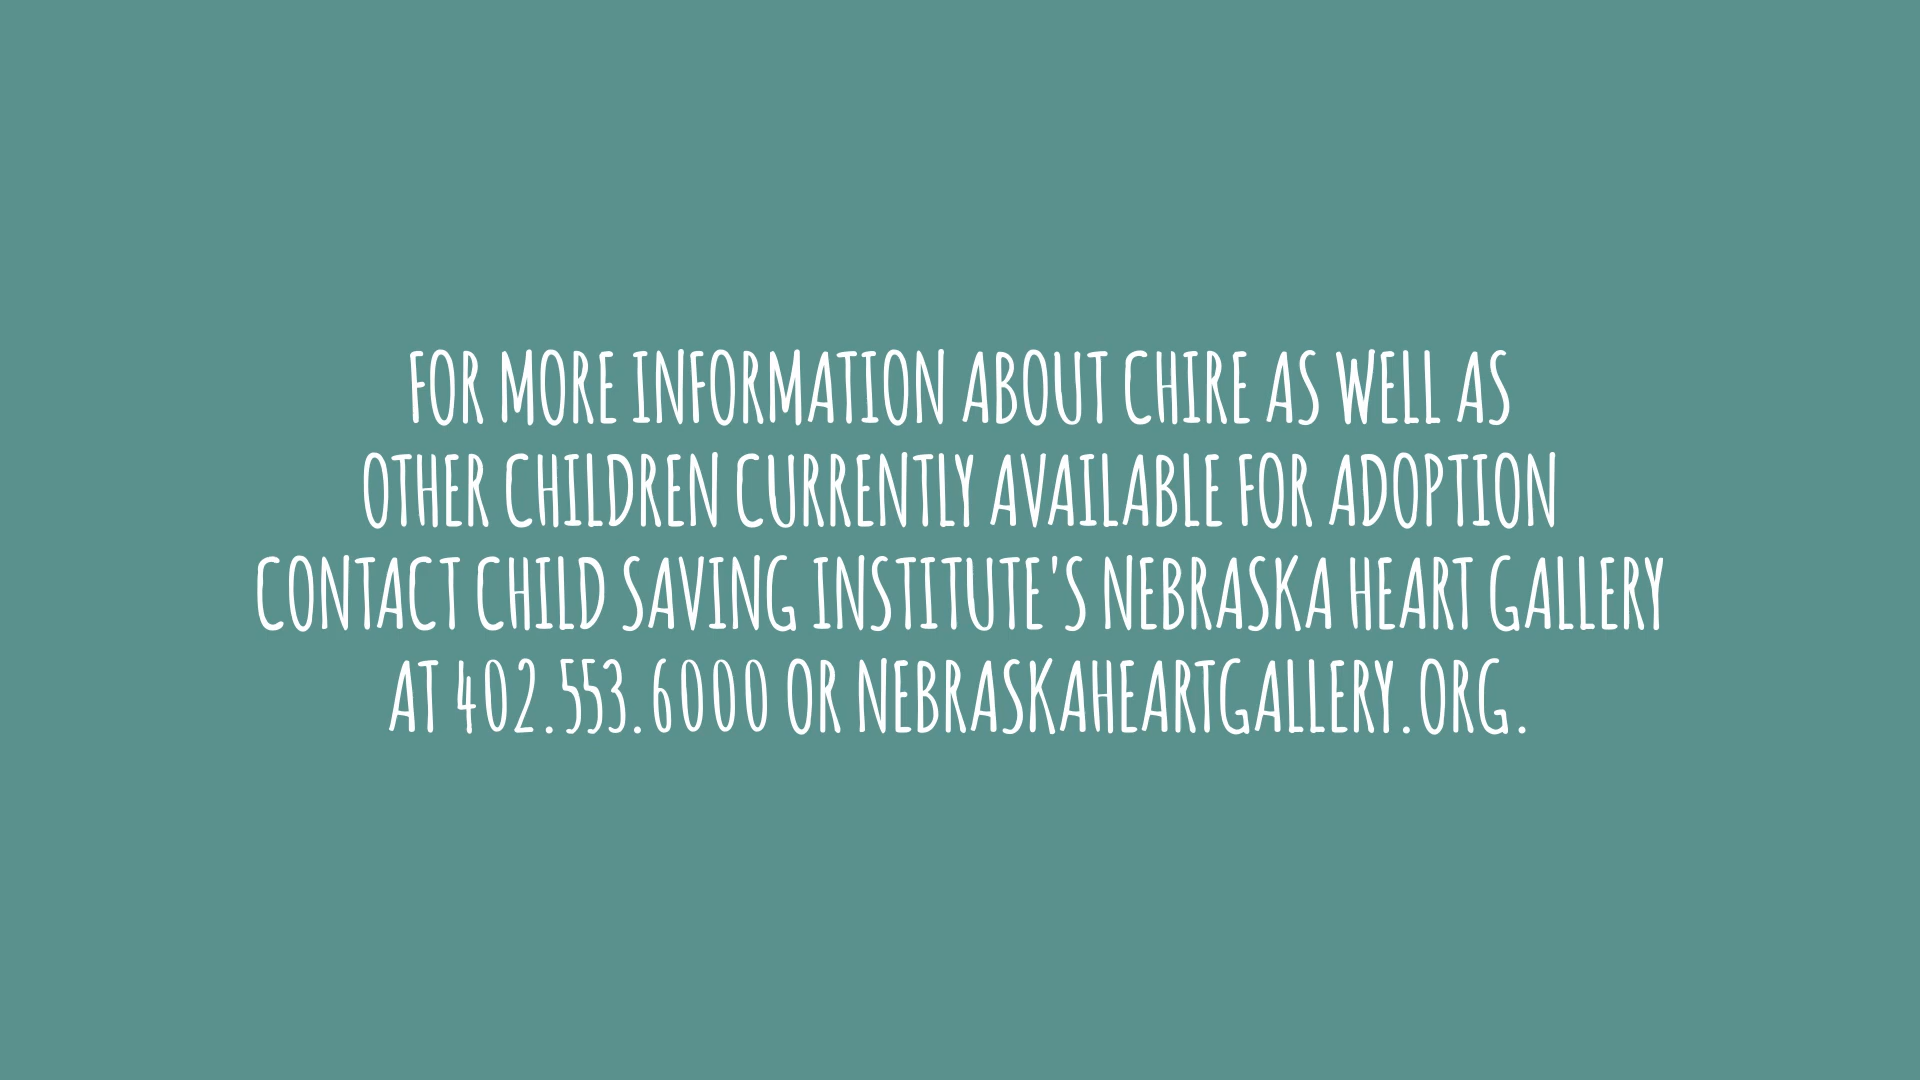 FOR MORE INFORMATION ABOUT CHIRE AS WELL AS
OTHER CHILDREN CURRENTLY AVAILABLE FOR ADOPTION
CONTACT CHILD SAVING INSTITUTE'S NEBRASKA HEART GALLERY
AT 402.553.6000 OR NEBRASKAHEARTGALLERY.ORG.